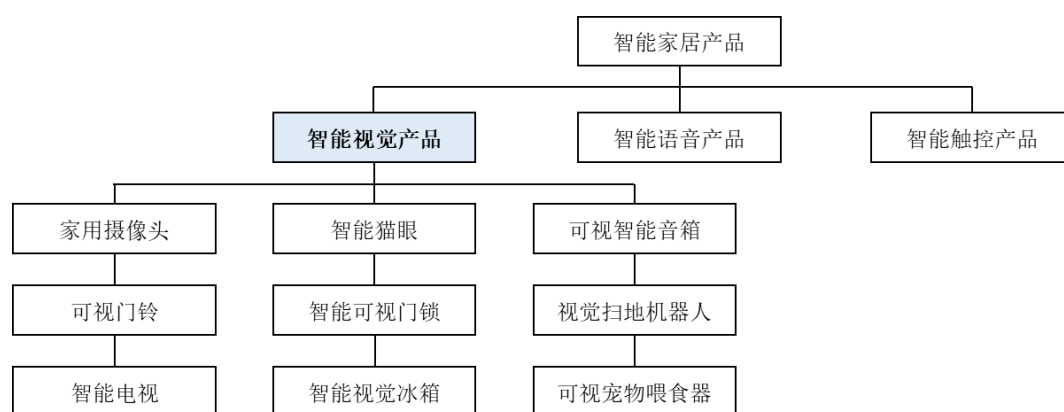 智能家居产品
智能视觉产品
智能语音产品
智能触控产品
家用摄像头
智能猫眼
可视智能音箱
可视门铃
智能可视门锁
视觉扫地机器人
智能电视
智能视觉冰箱
可视宠物喂食器